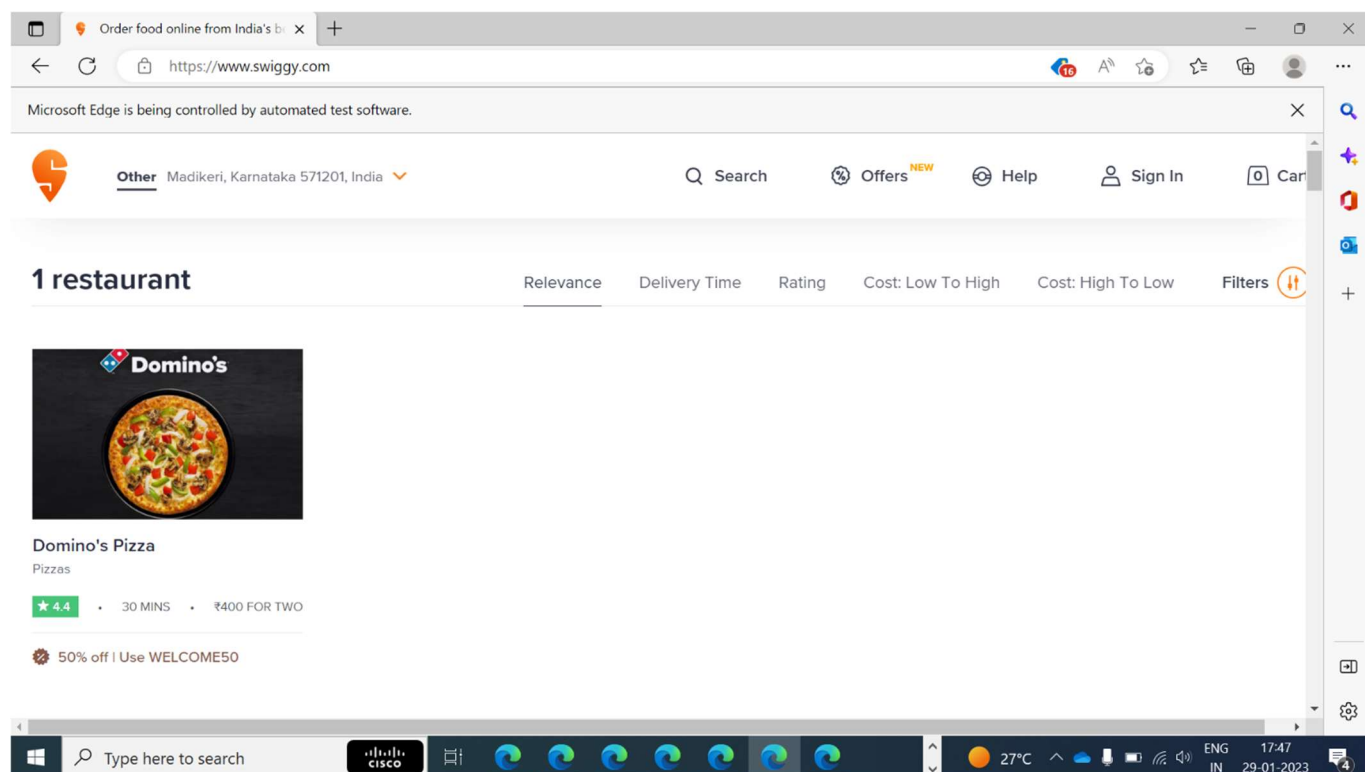 Order food online from India's b
https://www.swiggy.com
16
Microsoft Edge is being controlled by automated test software.
Other Madikeri, Karnataka 571201, India
Search
Offers NEW
Help
Sign In
0 Cart
1 restaurant
Relevance
Delivery Time
Rating
Cost: Low To High
Cost: High To Low
Filters
Domino's
Domino's Pizza
Pizzas
★ 4.4 • 30 MINS • ₹400 FOR TWO
50% off | Use WELCOME50
Type here to search
cisco
27°C
ENG
IN
17:47
29-01-2023
4